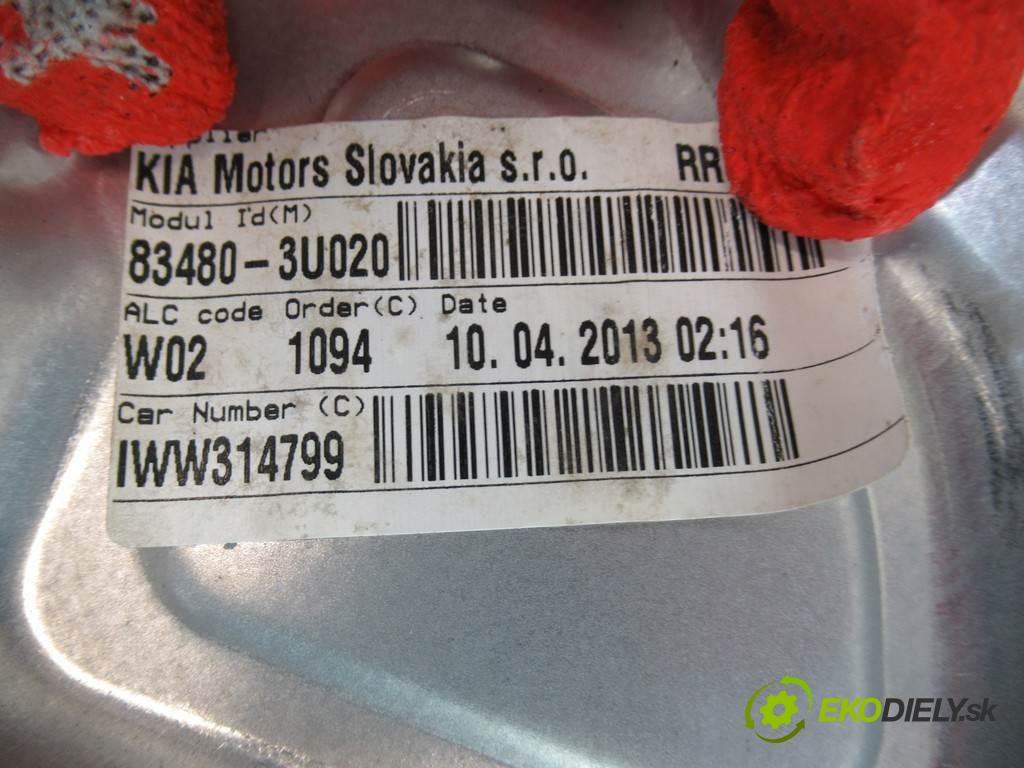 KIA Motors Slovakia s.r.o. RR
Modul Id(M)
83480-3U020
ALC code Order(C) Date
W02 1094 10. 04. 2013 02:16
Car Number (C)
IWW314799
EKODIELY.sk